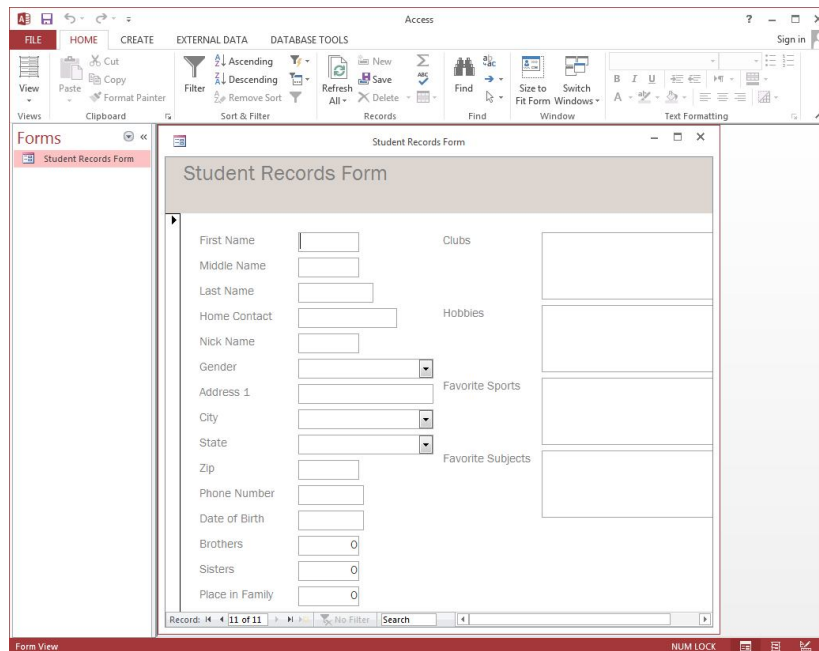 Access
Sign in
FILE HOME CREATE EXTERNAL DATA DATABASE TOOLS
View
Views
Paste
Cut
Copy
Format Painter
Clipboard
Filter
Ascending
Descending
Remove Sort
Sort & Filter
Refresh
All
New
Save
Delete
Records
Find
Find
Size to
Fit Form
Switch
Windows
Window
B I U
A
Text Formatting
Forms
Student Records Form
Student Records Form
Student Records Form
First Name
Middle Name
Last Name
Home Contact
Nick Name
Gender
Address 1
City
State
Zip
Phone Number
Date of Birth
Brothers 0
Sisters 0
Place in Family 0
Clubs
Hobbies
Favorite Sports
Favorite Subjects
Record: 11 of 11 No Filter Search
Form View NUM LOCK